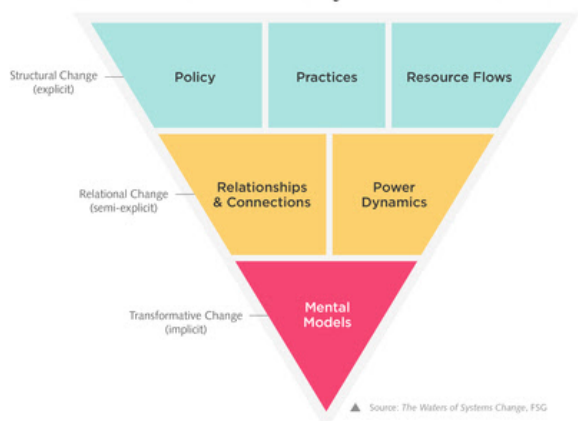 Structural Change
(explicit)
Policy
Practices
Resource Flows
Relational Change
(semi-explicit)
Relationships
& Connections
Power
Dynamics
Transformative Change
(implicit)
Mental
Models
Source: The Waters of Systems Change, FSG